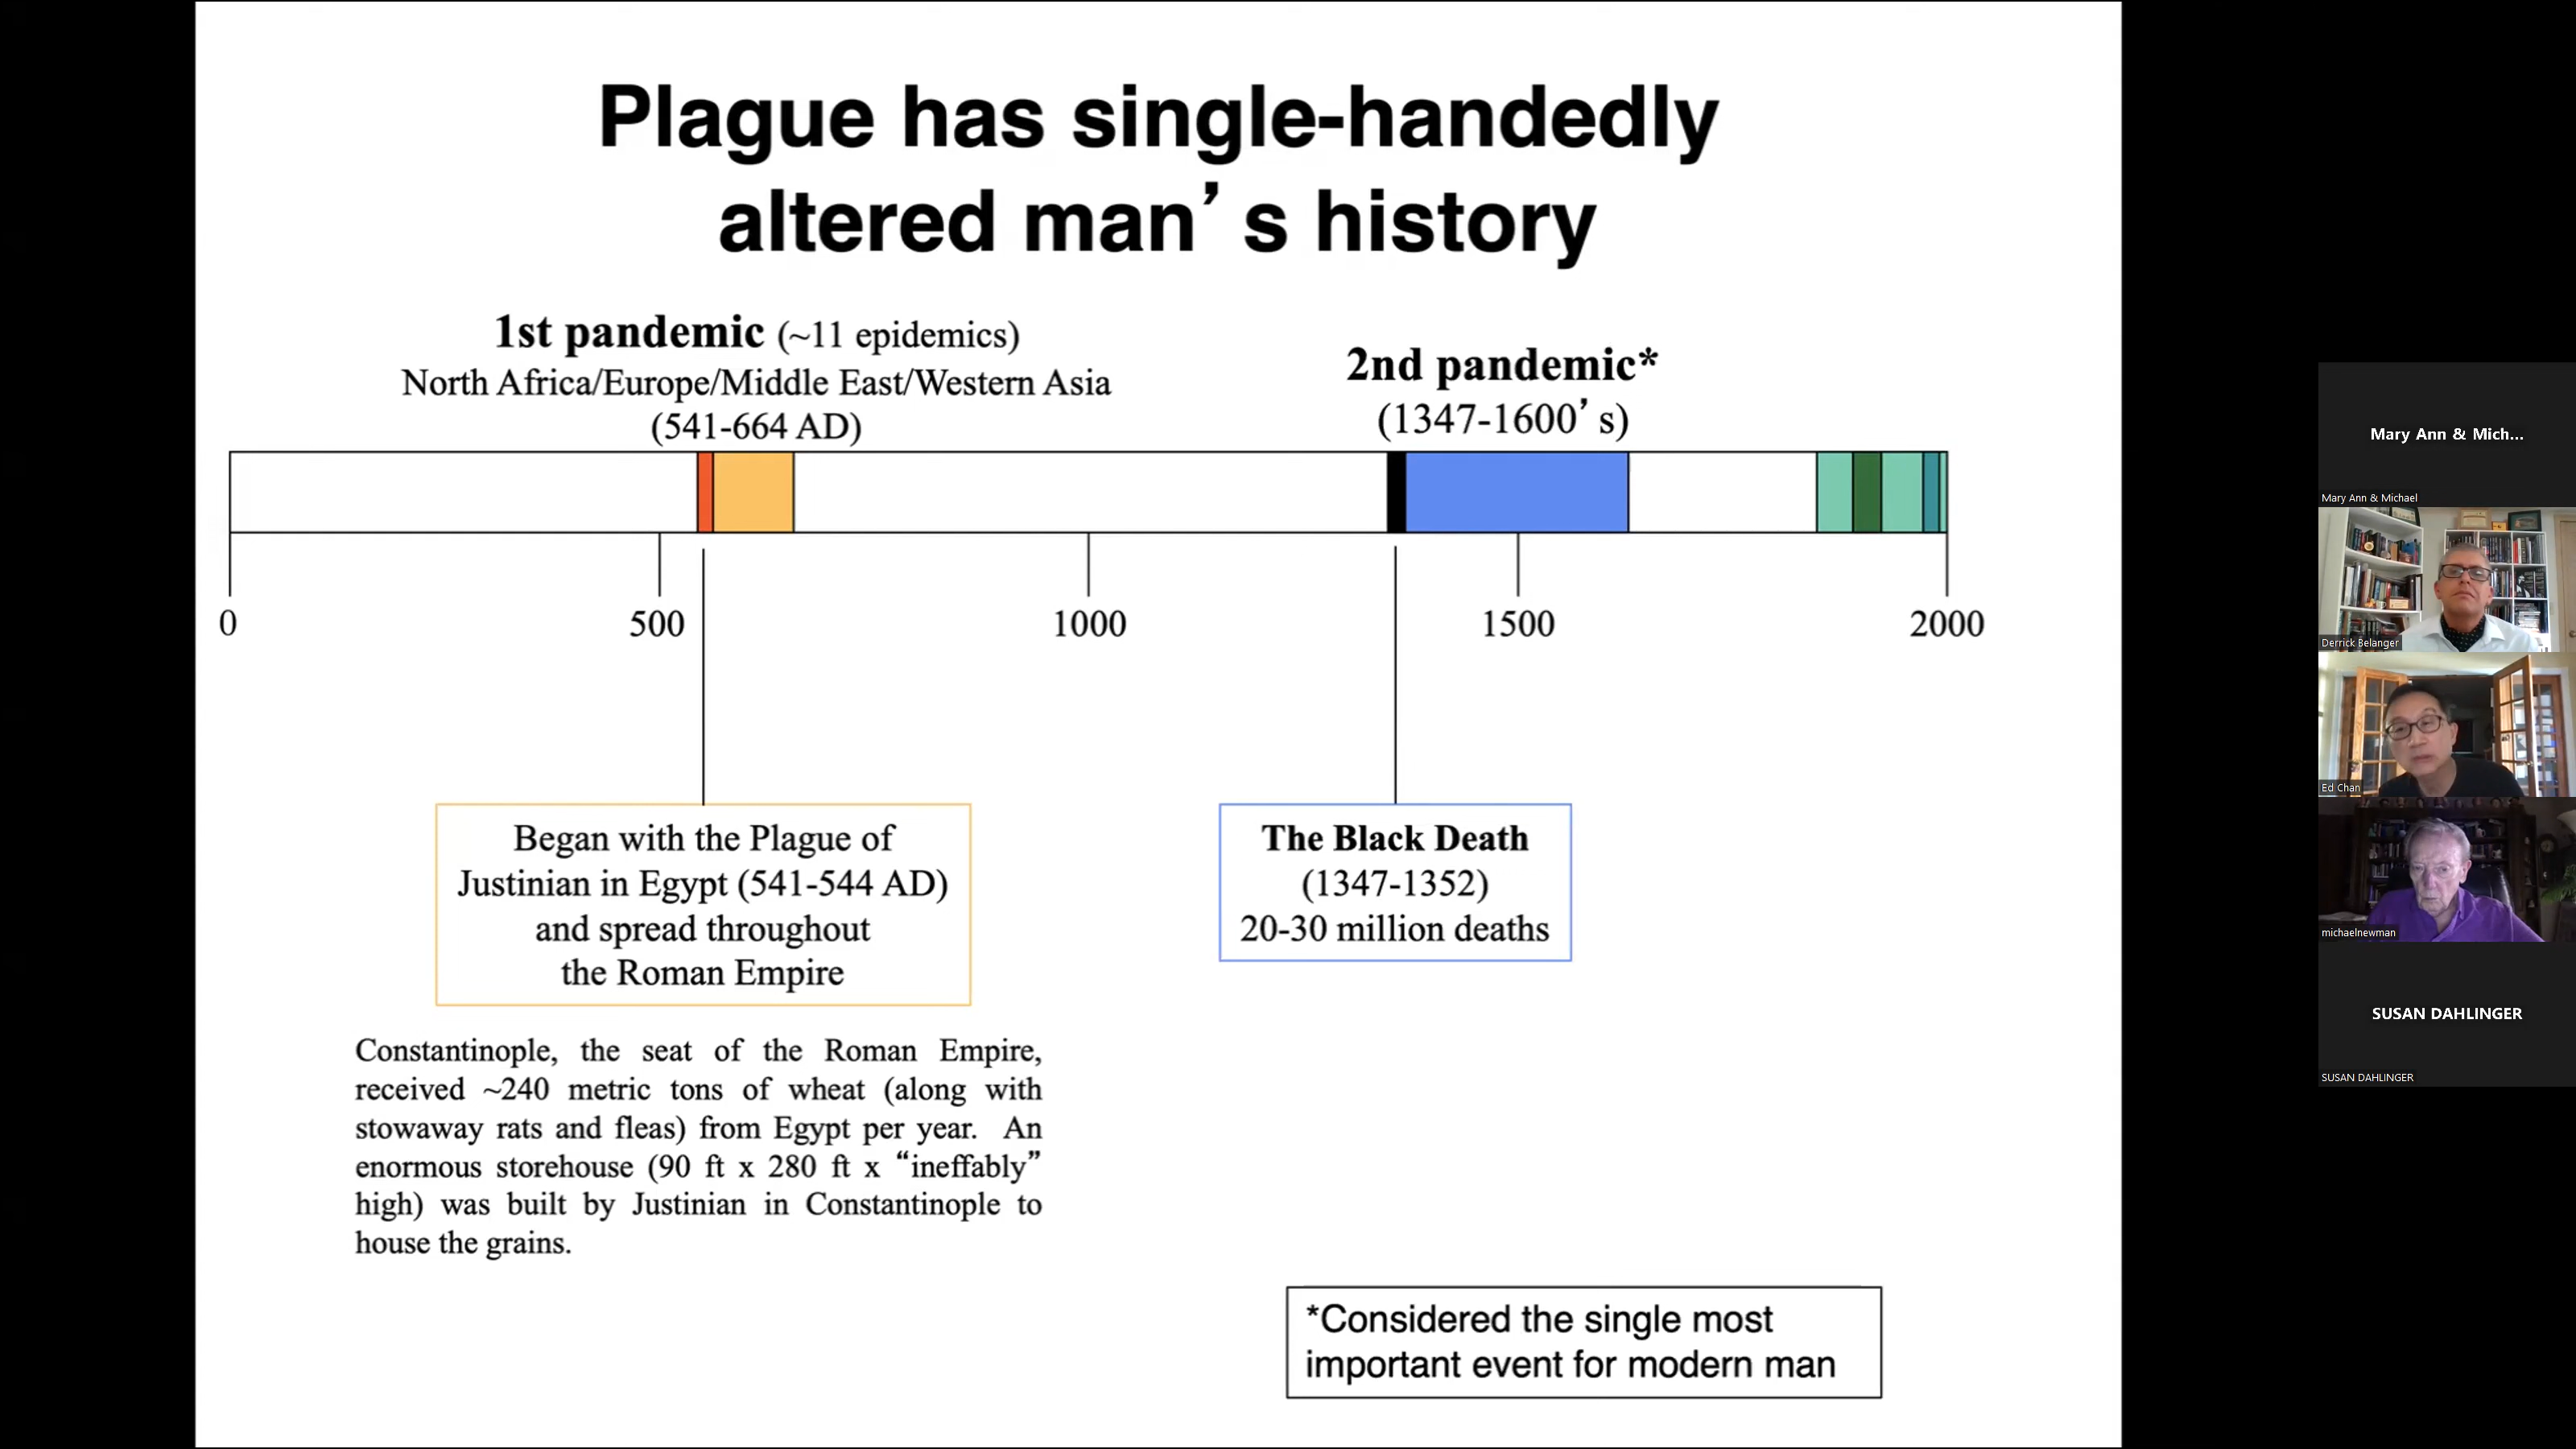 Plague has single-handedly
altered man’s history
1st pandemic (~11 epidemics)
North Africa/Europe/Middle East/Western Asia
(541-664 AD)
2nd pandemic*
(1347-1600’s)
0
500
1000
1500
2000
Began with the Plague of
Justinian in Egypt (541-544 AD)
and spread throughout
the Roman Empire
The Black Death
(1347-1352)
20-30 million deaths
Constantinople, the seat of the Roman Empire,
received ~240 metric tons of wheat (along with
stowaway rats and fleas) from Egypt per year. An
enormous storehouse (90 ft x 280 ft x “ineffably”
high) was built by Justinian in Constantinople to
house the grains.
*Considered the single most
important event for modern man
Mary Ann & Mich...
Mary Ann & Michael
Derrick Belanger
Ed Chan
michaelnewman
SUSAN DAHLINGER
SUSAN DAHLINGER